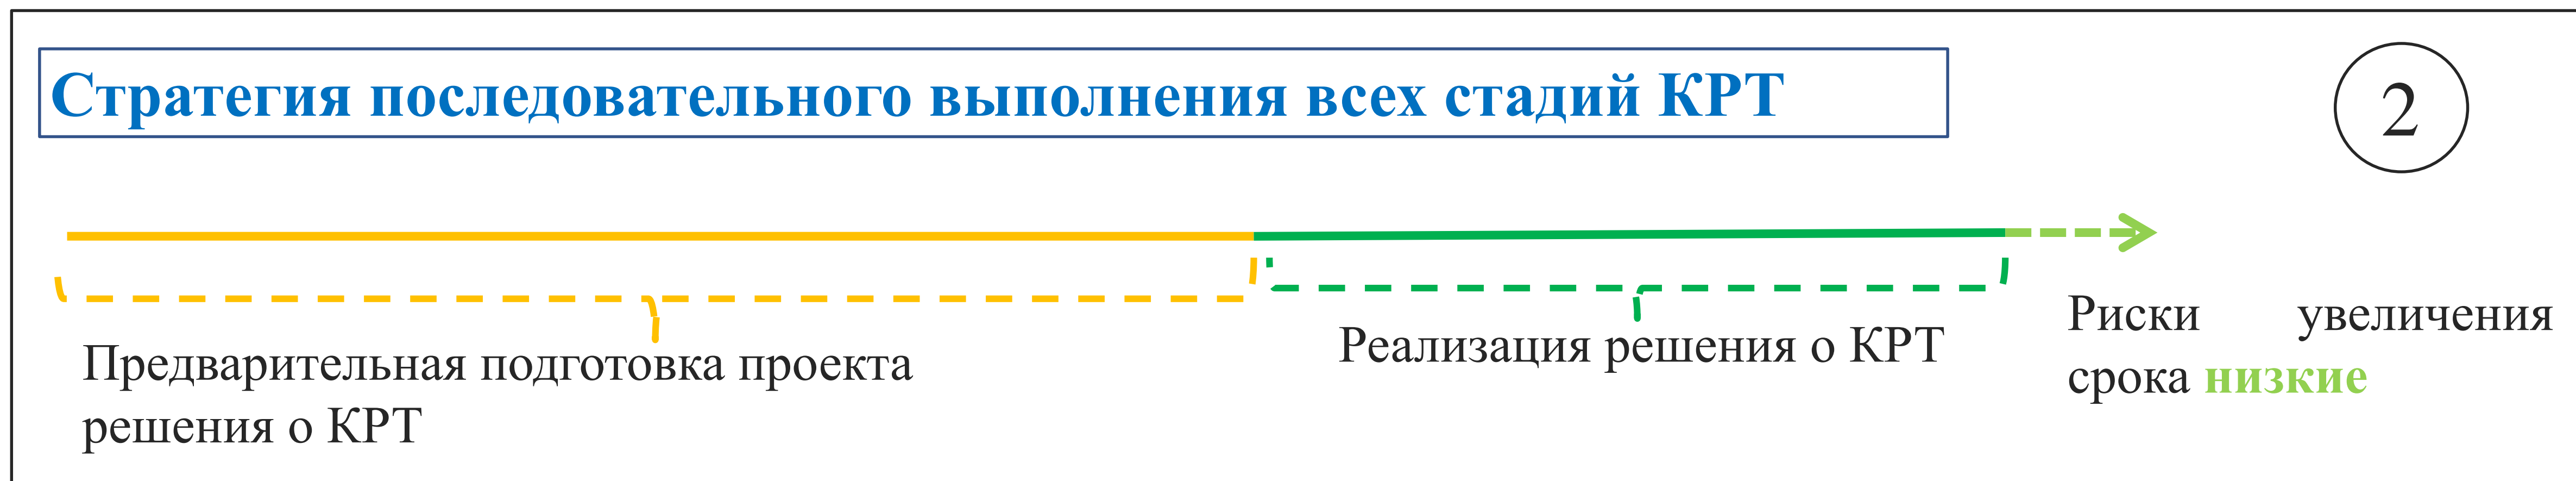 Стратегия последовательного выполнения всех стадий КРТ
2
Предварительная подготовка проекта
решения о КРТ
Реализация решения о КРТ
Риски увеличения
срока низкие